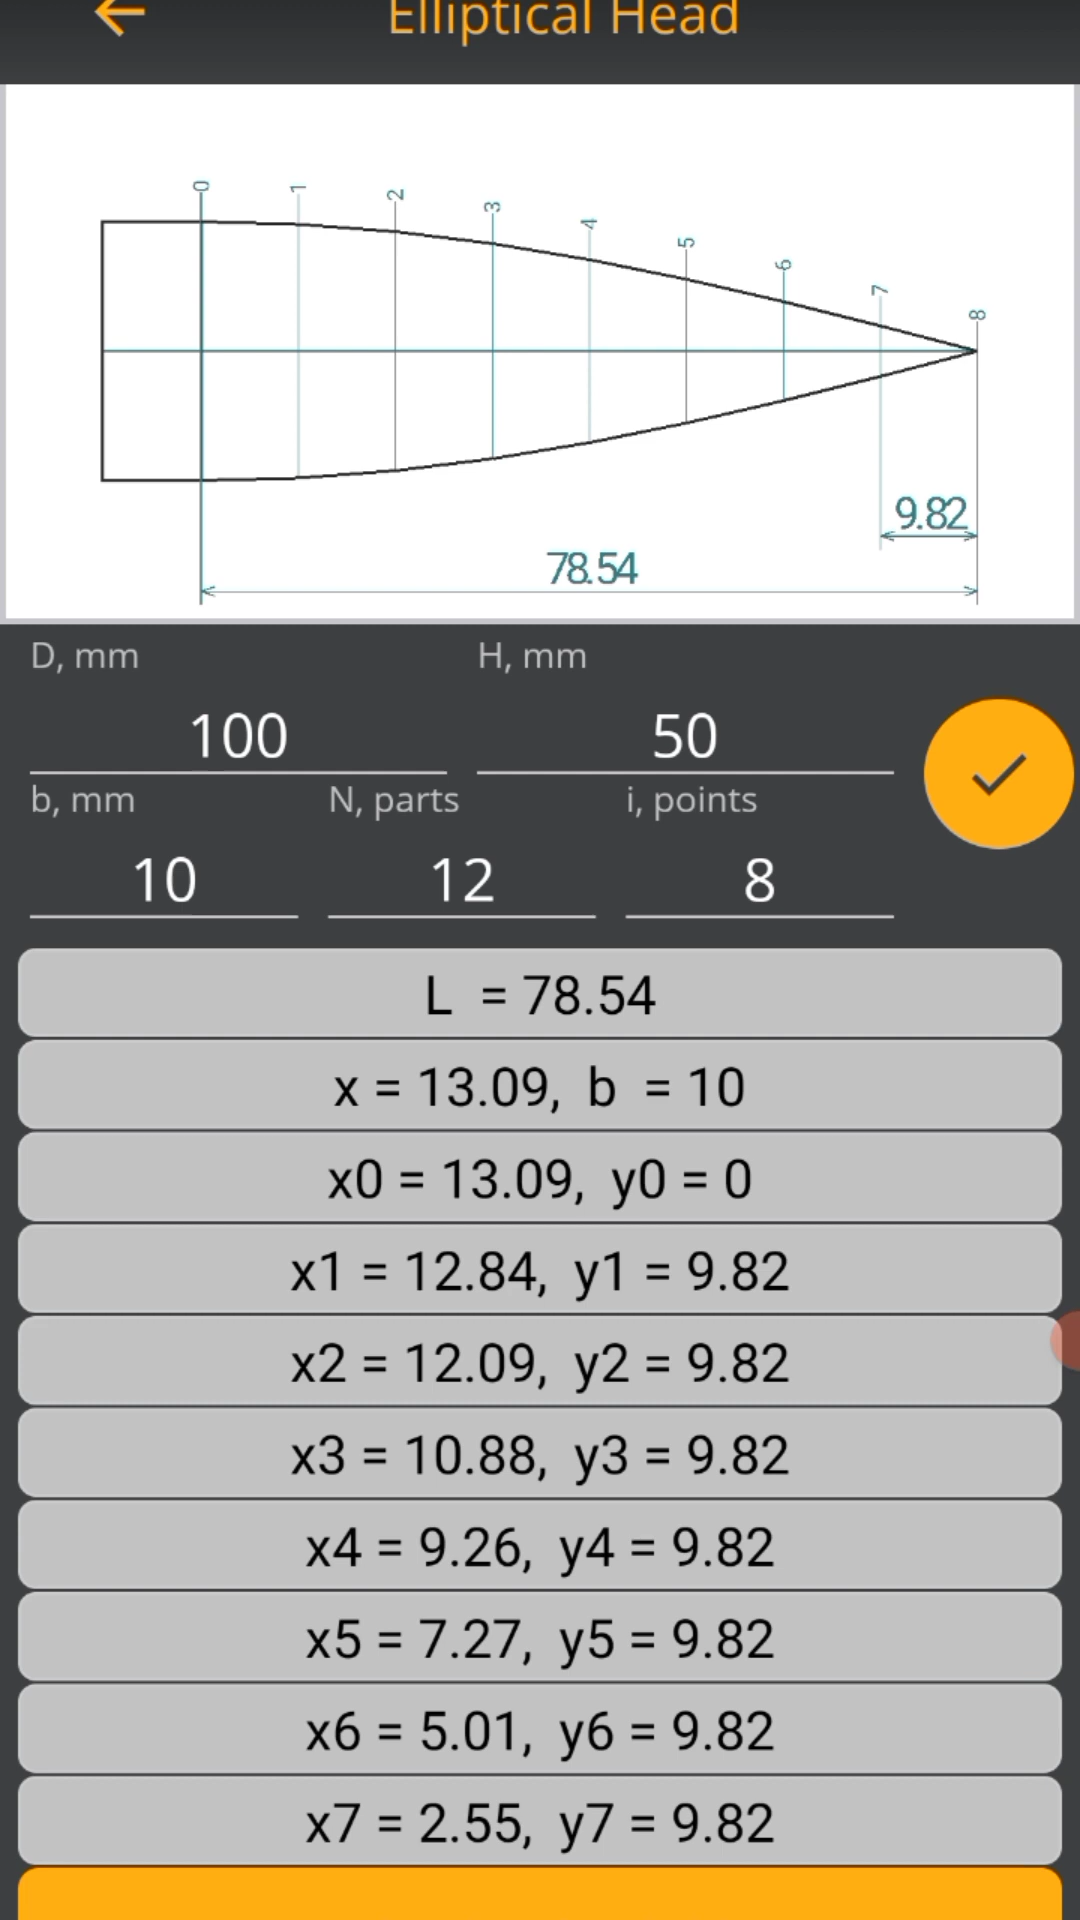 Elliptical Head
0 1 2 3 4 5 6 7 8
9.82
78.54
D, mm H, mm
100 50
b, mm N, parts i, points
10 12 8
L = 78.54
x = 13.09, b = 10
x0 = 13.09, y0 = 0
x1 = 12.84, y1 = 9.82
x2 = 12.09, y2 = 9.82
x3 = 10.88, y3 = 9.82
x4 = 9.26, y4 = 9.82
x5 = 7.27, y5 = 9.82
x6 = 5.01, y6 = 9.82
x7 = 2.55, y7 = 9.82